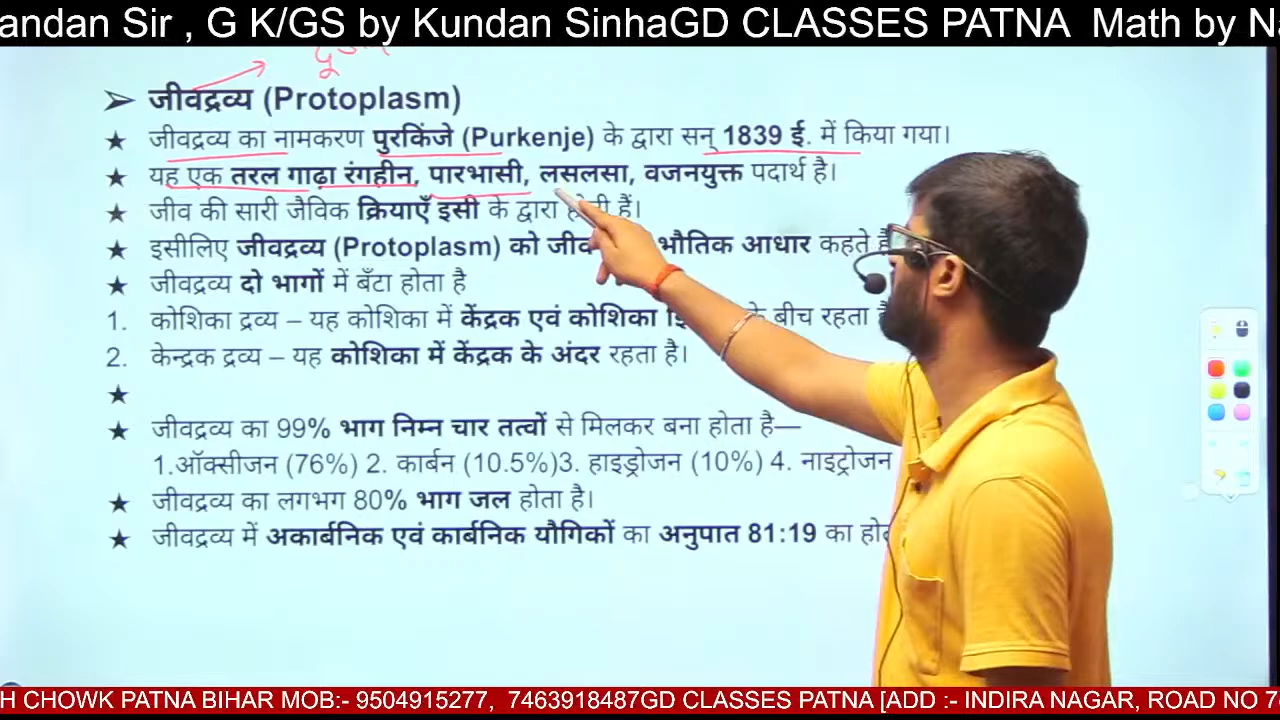 andan Sir , G K/GS by Kundan SinhaGD CLASSES PATNA Math by Na
➢ जीवद्रव्य (Protoplasm)
★ जीवद्रव्य का नामकरण पुरकिंजे (Purkenje) के द्वारा सन् 1839 ई. में किया गया।
★ यह एक तरल गाढ़ा रंगहीन, पारभासी, लसलसा, वजनयुक्त पदार्थ है।
★ जीव की सारी जैविक क्रियाएँ इसी के द्वारा होती हैं।
★ इसीलिए जीवद्रव्य (Protoplasm) को जीव भौतिक आधार कहते है
★ जीवद्रव्य दो भागों में बँटा होता है
1. कोशिका द्रव्य – यह कोशिका में केंद्रक एवं कोशिका के बीच रहता
2. केन्द्रक द्रव्य – यह कोशिका में केंद्रक के अंदर रहता है।
★
★ जीवद्रव्य का 99% भाग निम्न चार तत्वों से मिलकर बना होता है—
1.ऑक्सीजन (76%) 2. कार्बन (10.5%)3. हाइड्रोजन (10%) 4. नाइट्रोजन
★ जीवद्रव्य का लगभग 80% भाग जल होता है।
★ जीवद्रव्य में अकार्बनिक एवं कार्बनिक यौगिकों का अनुपात 81:19 का
H CHOWK PATNA BIHAR MOB:- 9504915277, 7463918487GD CLASSES PATNA [ADD :- INDIRA NAGAR, ROAD NO 7